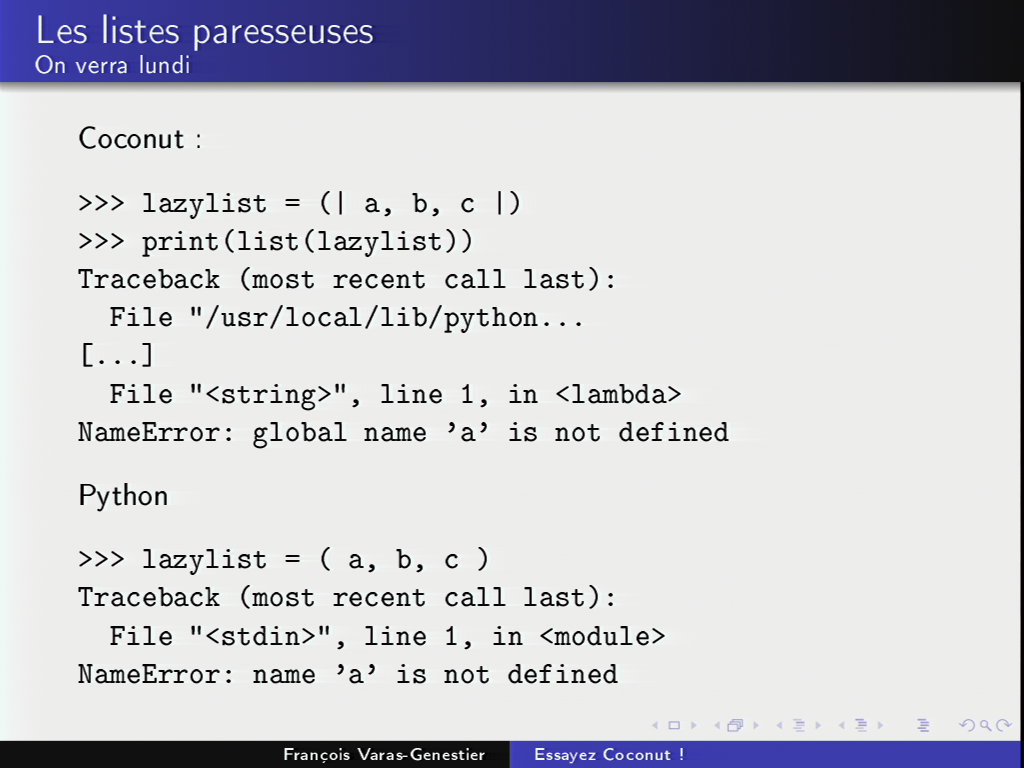 Les listes paresseuses
On verra lundi
Coconut :
>>> lazylist = (| a, b, c |)
>>> print(list(lazylist))
Traceback (most recent call last):
  File "/usr/local/lib/python...
[...]
  File "<string>", line 1, in <lambda>
NameError: global name ’a’ is not defined
Python
>>> lazylist = ( a, b, c )
Traceback (most recent call last):
  File "<stdin>", line 1, in <module>
NameError: name ’a’ is not defined
François Varas-Genestier
Essayez Coconut !